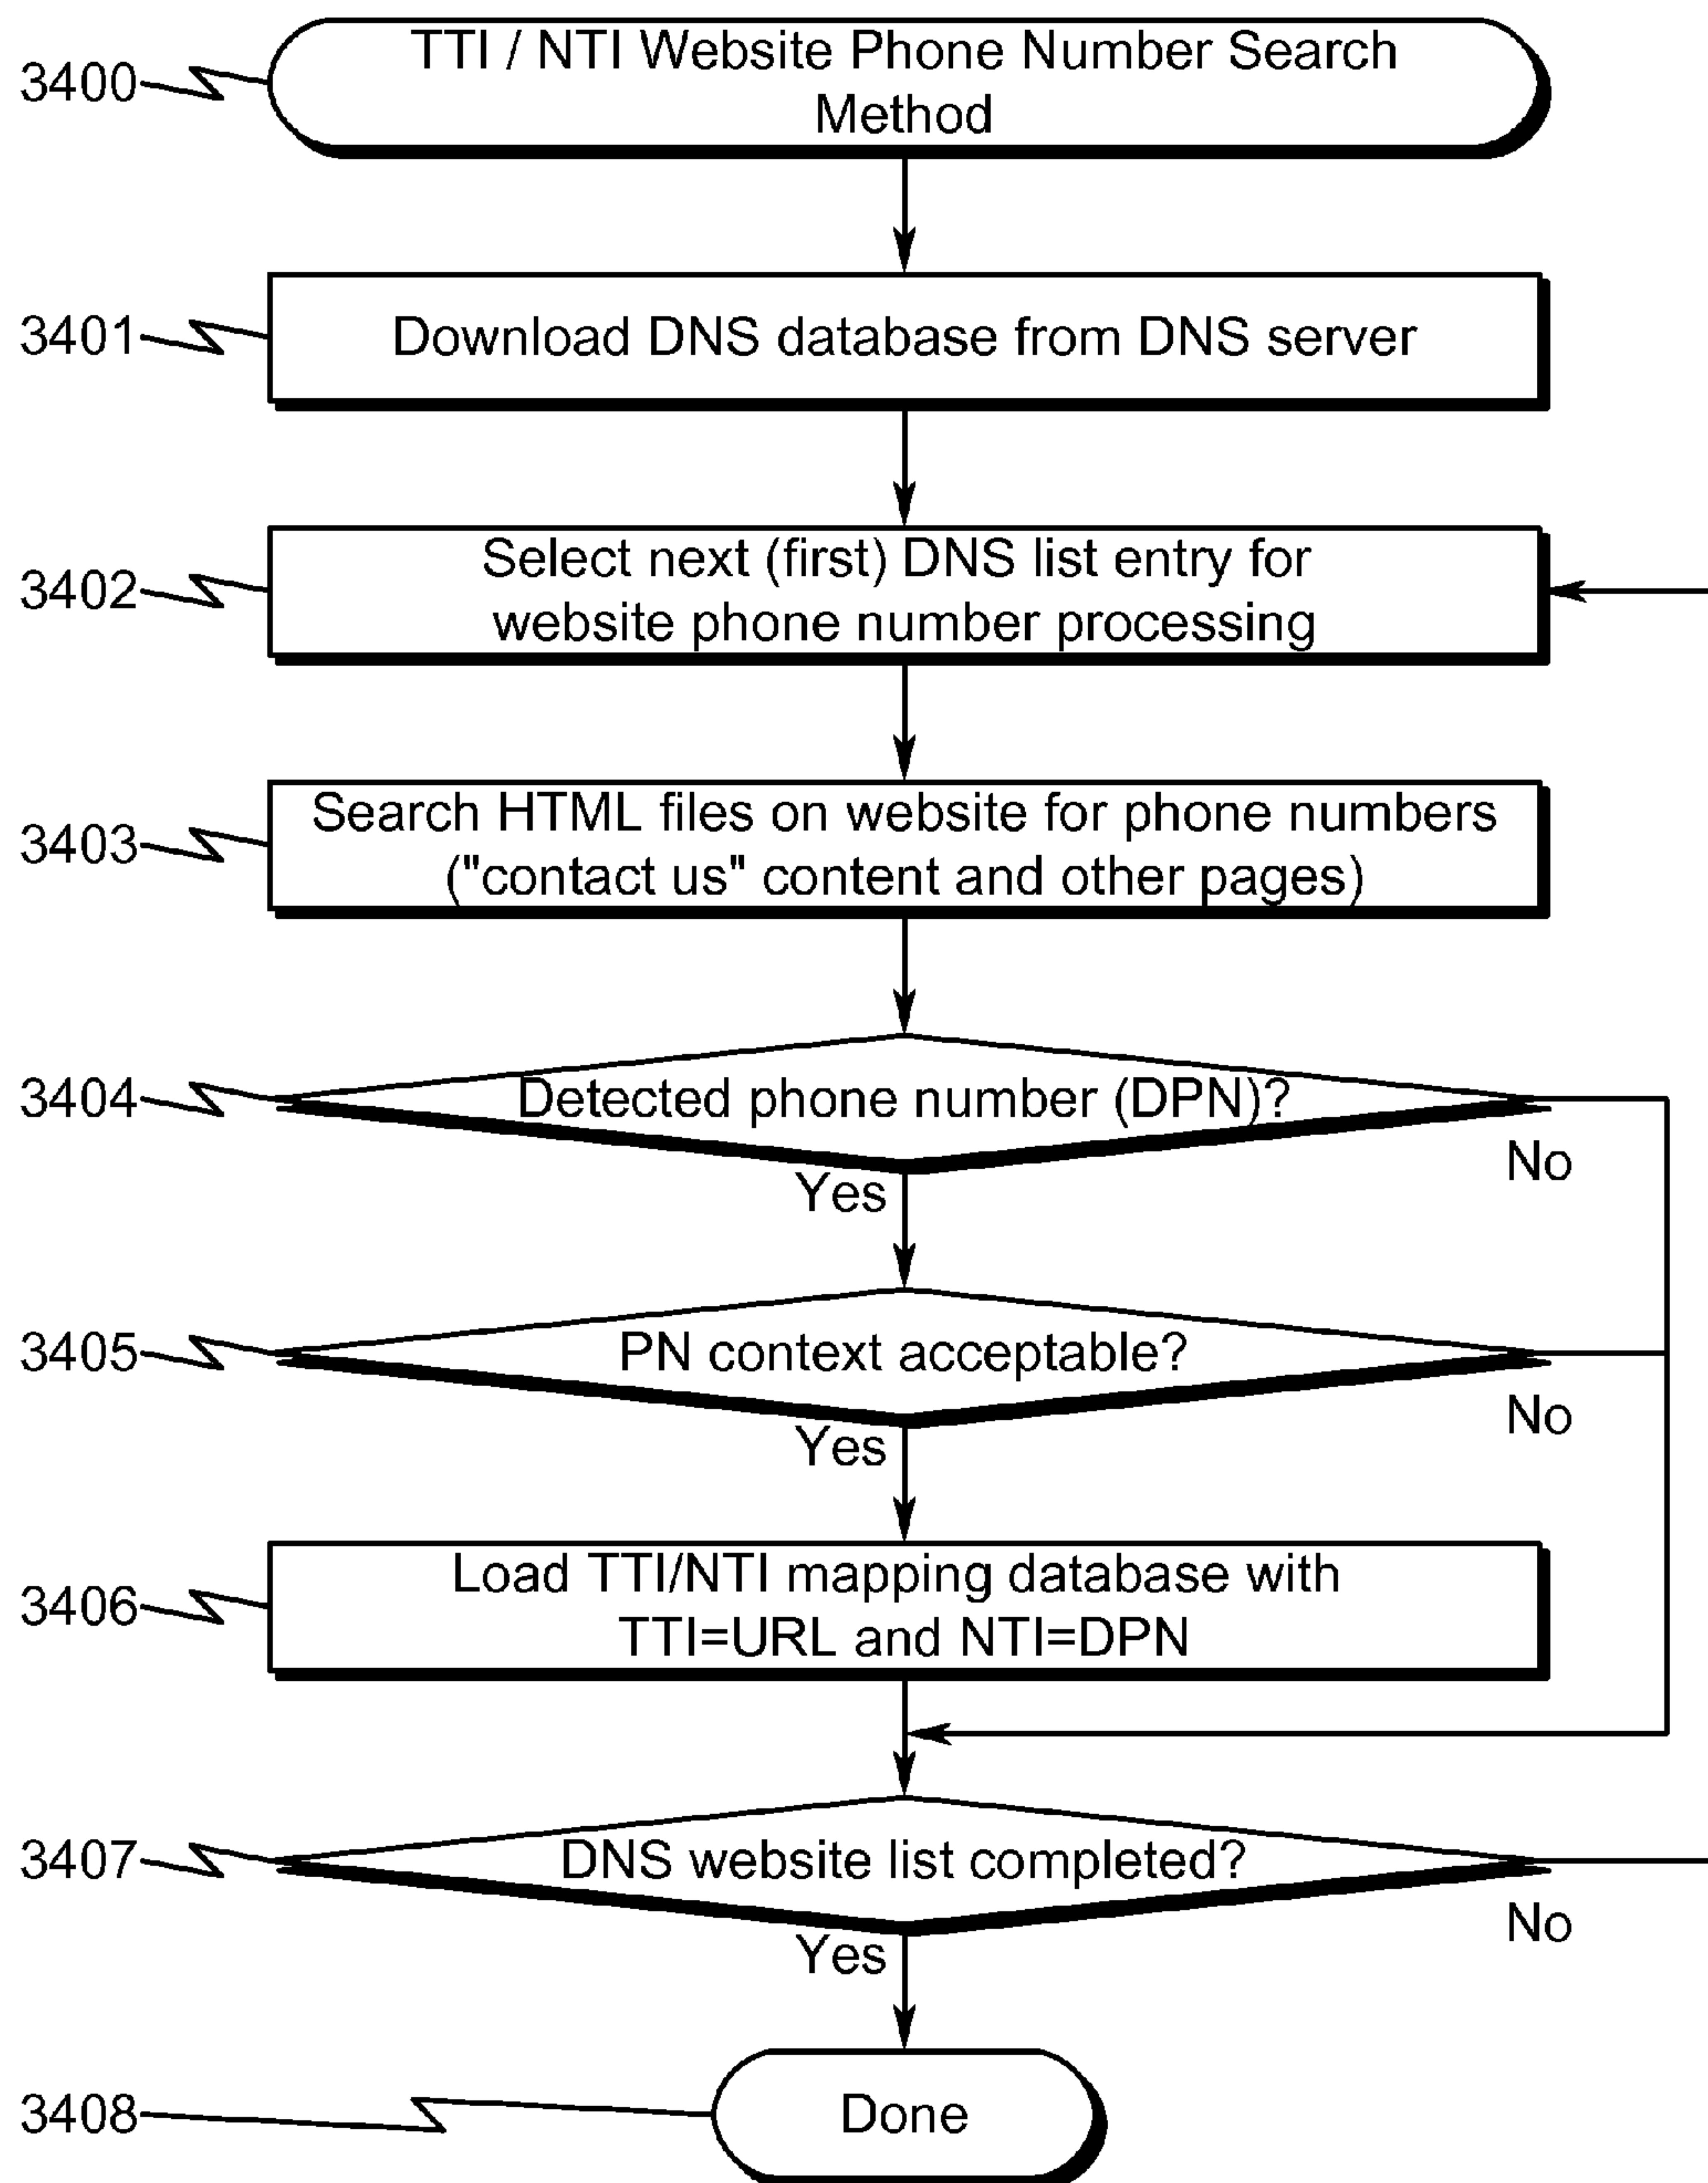 3400
TTI / NTI Website Phone Number Search
Method
3401
Download DNS database from DNS server
3402
Select next (first) DNS list entry for
website phone number processing
3403
Search HTML files on website for phone numbers
("contact us" content and other pages)
3404
Detected phone number (DPN)?
No
Yes
3405
PN context acceptable?
No
Yes
3406
Load TTI/NTI mapping database with
TTI=URL and NTI=DPN
3407
DNS website list completed?
No
Yes
3408
Done